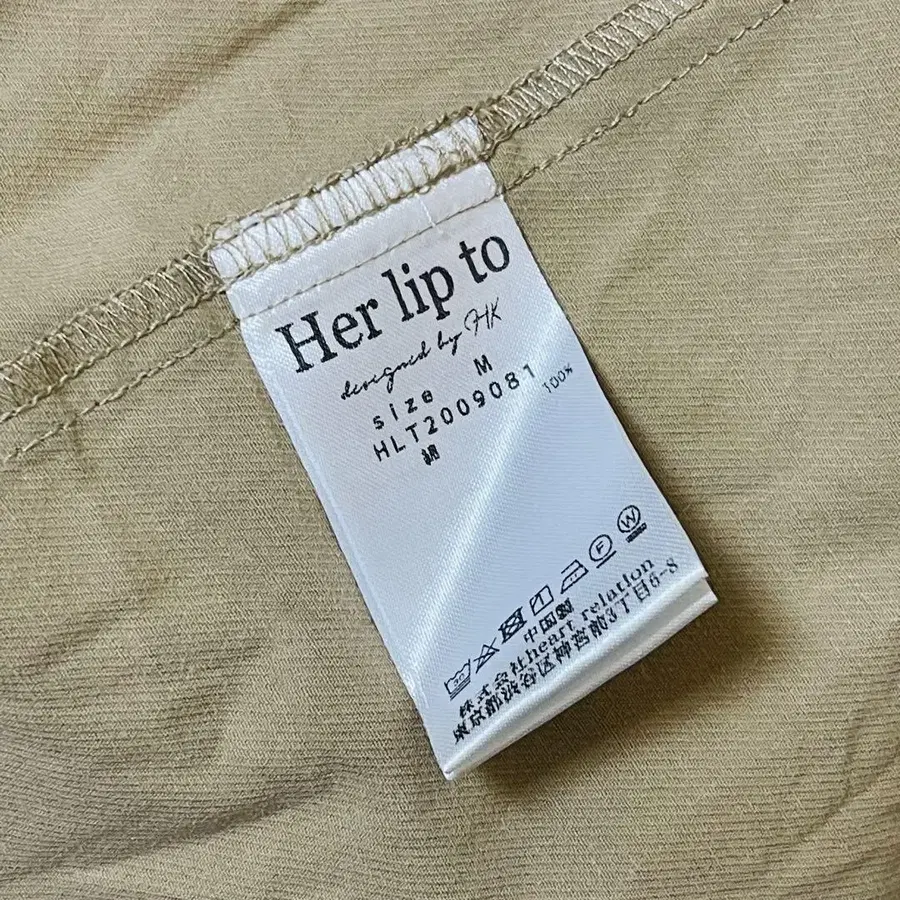 Her lip to
designed by HK
size M
HLT2009081
綿 100%
中国製
株式会社heart relation
東京都渋谷区神宮前3丁目6-8